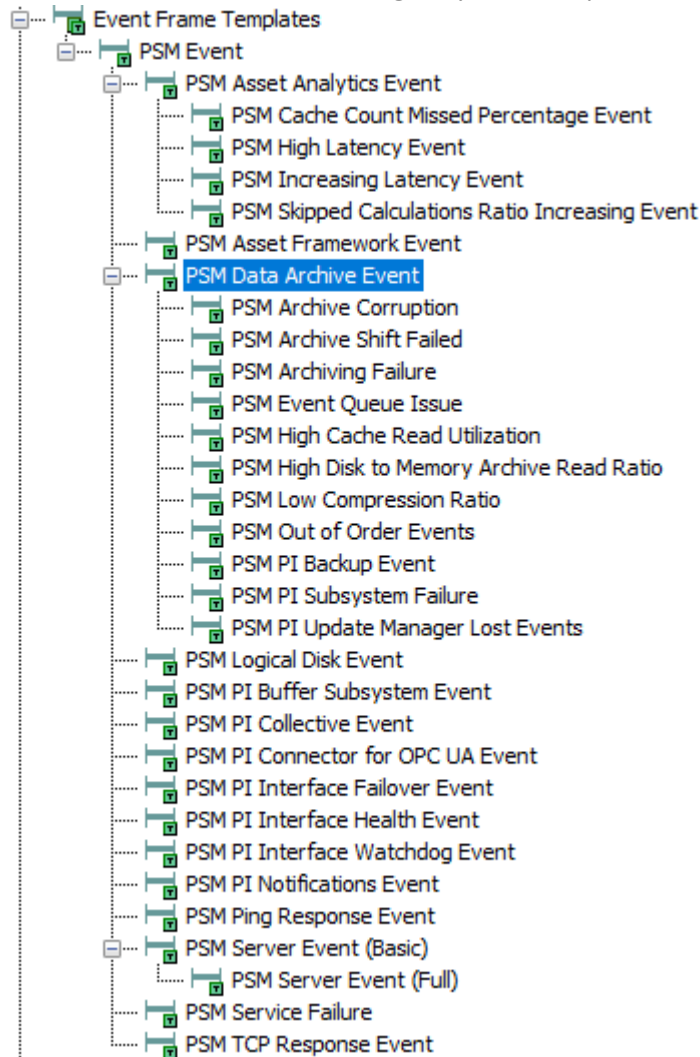 Event Frame Templates
PSM Event
PSM Asset Analytics Event
PSM Cache Count Missed Percentage Event
PSM High Latency Event
PSM Increasing Latency Event
PSM Skipped Calculations Ratio Increasing Event
PSM Asset Framework Event
PSM Data Archive Event
PSM Archive Corruption
PSM Archive Shift Failed
PSM Archiving Failure
PSM Event Queue Issue
PSM High Cache Read Utilization
PSM High Disk to Memory Archive Read Ratio
PSM Low Compression Ratio
PSM Out of Order Events
PSM PI Backup Event
PSM PI Subsystem Failure
PSM PI Update Manager Lost Events
PSM Logical Disk Event
PSM PI Buffer Subsystem Event
PSM PI Collective Event
PSM PI Connector for OPC UA Event
PSM PI Interface Failover Event
PSM PI Interface Health Event
PSM PI Interface Watchdog Event
PSM PI Notifications Event
PSM Ping Response Event
PSM Server Event (Basic)
PSM Server Event (Full)
PSM Service Failure
PSM TCP Response Event